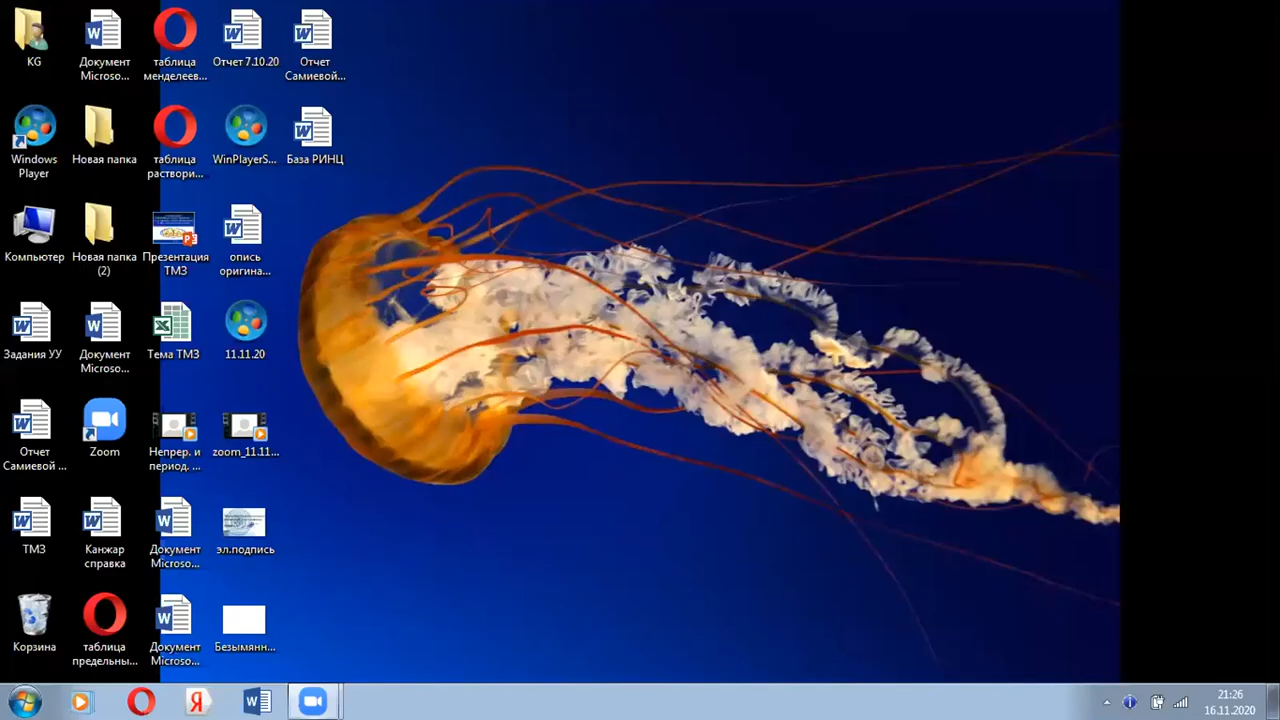 KG
Документ
Microso...
таблица
менделеев...
Отчет 7.10.20
Отчет
Самиевой...
Windows
Player
Новая папка
таблица
раствори...
WinPlayerS...
База РИНЦ
Компьютер
Новая папка
(2)
Презентация
ТМЗ
опись
оригина...
Задания УУ
Документ
Microso...
Тема ТМЗ
11.11.20
Отчет
Самиевой ...
Zoom
Непрер. и
период. ...
zoom_11.11...
ТМЗ
Канжар
справка
Документ
Microso...
эл.подпись
Корзина
таблица
предельны...
Документ
Microso...
Безымянн...
21:26
16.11.2020